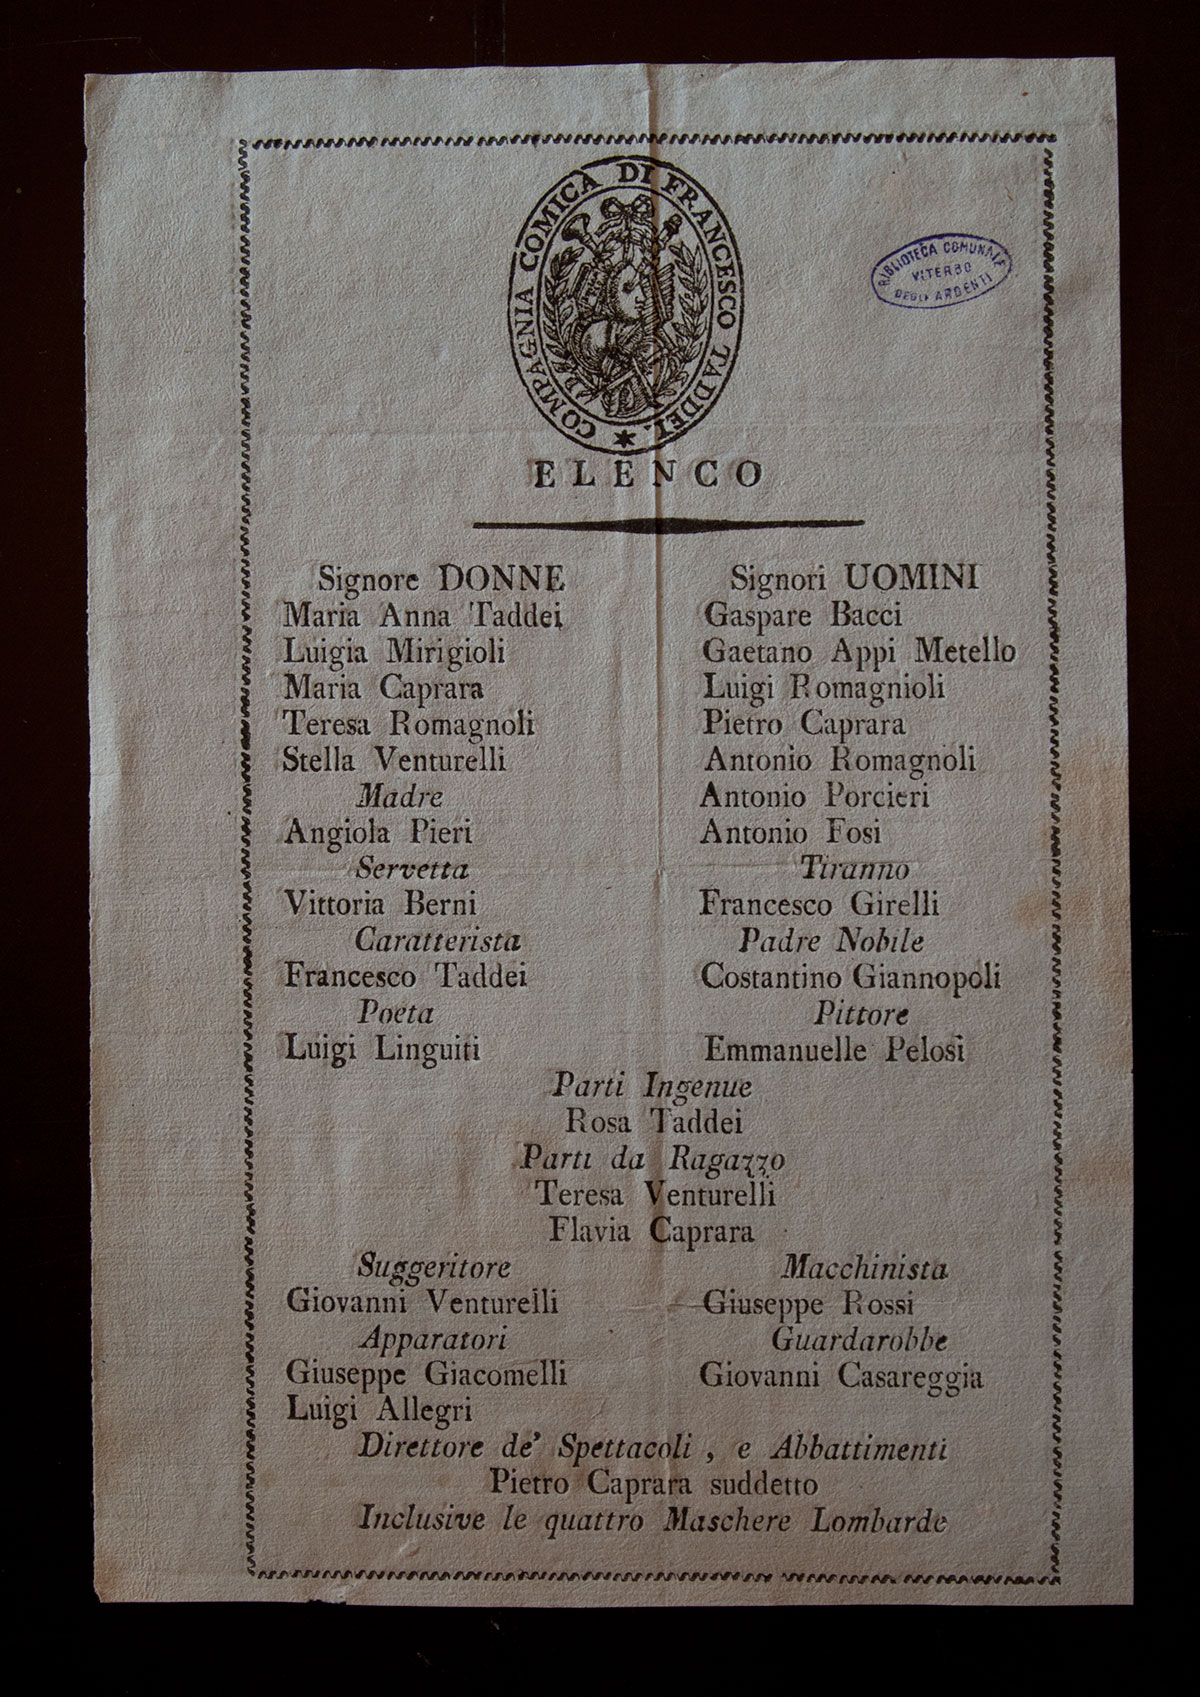 COMPAGNIA COMICA DI FRANCESCO TADDEI.
BIBLIOTECA COMUNALE
VITERBO
DEGLI ARDENTI
ELENCO
Signore DONNE
Maria Anna Taddei
Luigia Mirigioli
Maria Caprara
Teresa Romagnoli
Stella Venturelli
Madre
Angiola Pieri
Servetta
Vittoria Berni
Caratterista
Francesco Taddei
Poeta
Luigi Linguiti
Signori UOMINI
Gaspare Bacci
Gaetano Appi Metello
Luigi Romagnioli
Pietro Caprara
Antonio Romagnoli
Antonio Porcieri
Antonio Fosi
Tiranno
Francesco Girelli
Padre Nobile
Costantino Giannopoli
Pittore
Emmanuelle Pelosi
Parti Ingenue
Rosa Taddei
Parti da Ragazzo
Teresa Venturelli
Flavia Caprara
Suggeritore
Giovanni Venturelli
Apparatori
Giuseppe Giacomelli
Luigi Allegri
Macchinista
Giuseppe Rossi
Guardarobbe
Giovanni Casareggia
Direttore de' Spettacoli , e Abbattimenti
Pietro Caprara suddetto
Inclusive le quattro Maschere Lombarde